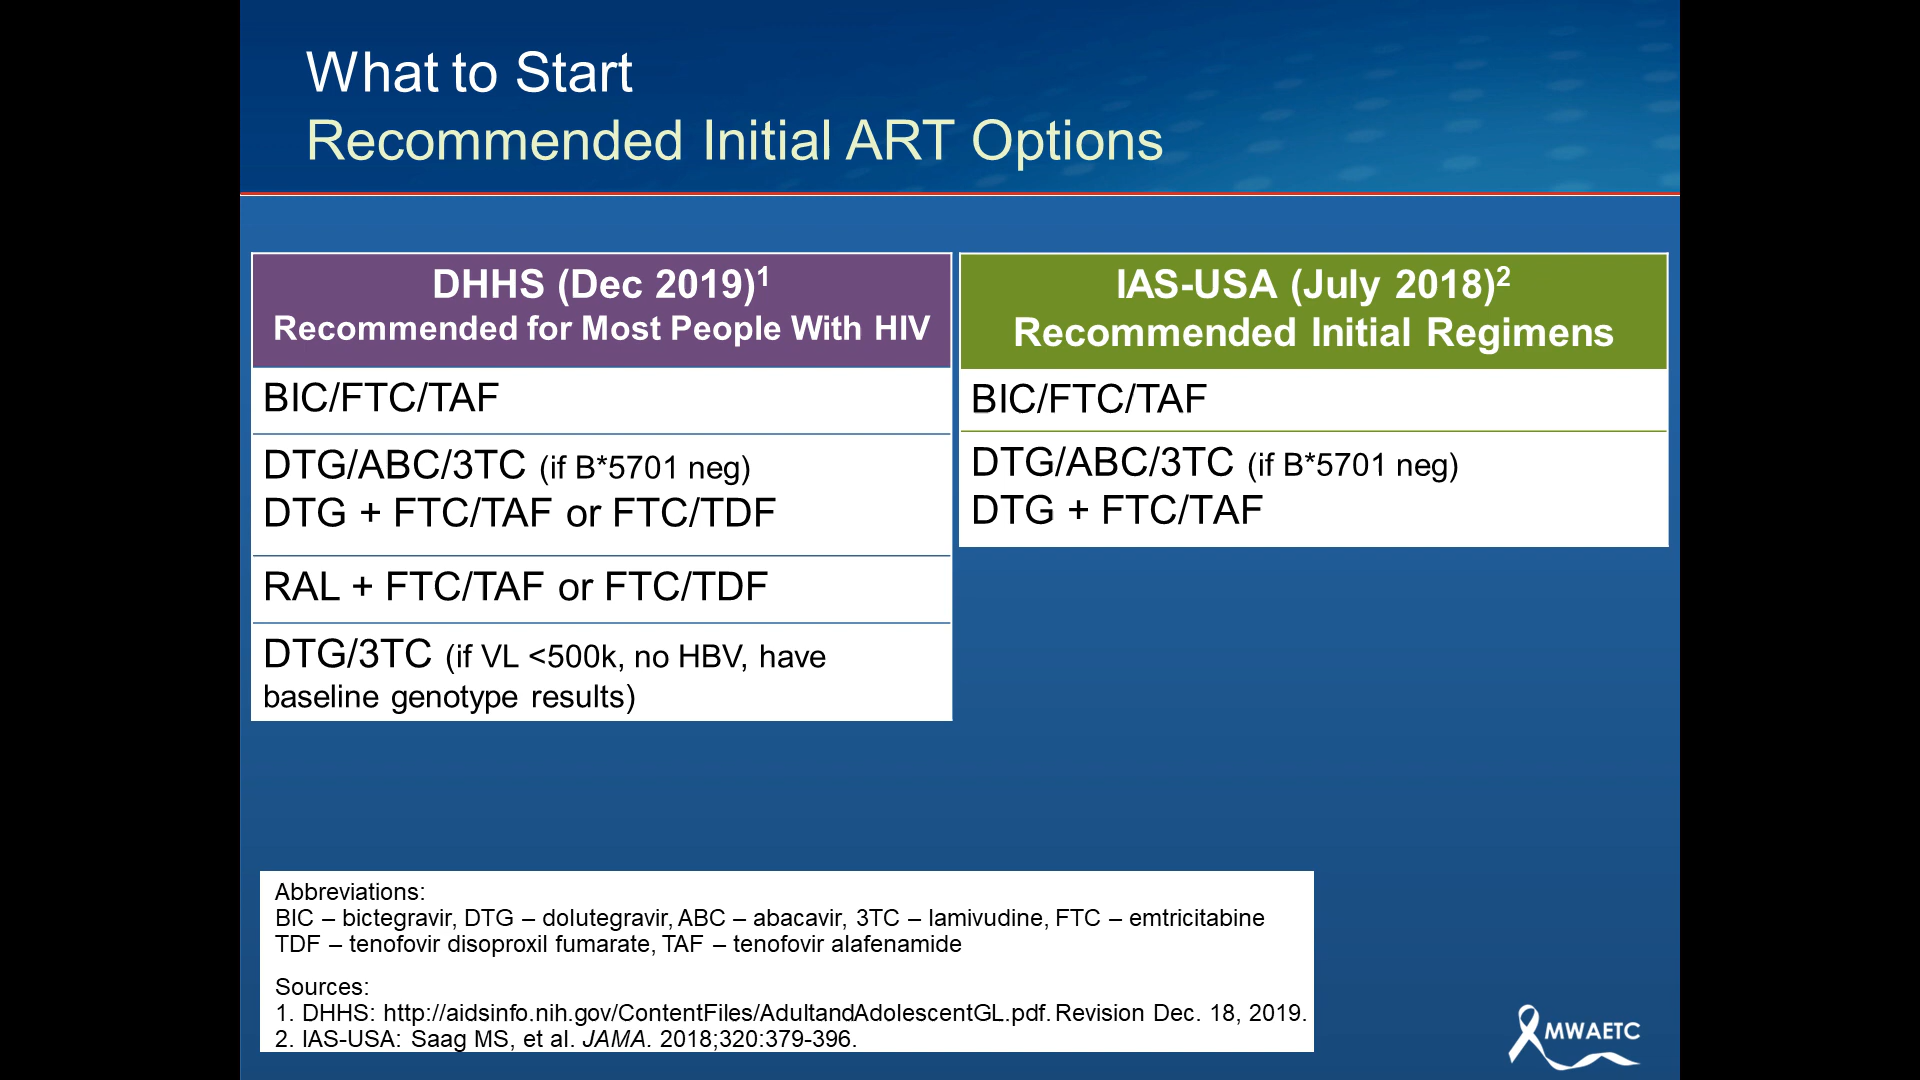 What to Start
Recommended Initial ART Options
DHHS (Dec 2019)1
Recommended for Most People With HIV
BIC/FTC/TAF
DTG/ABC/3TC (if B*5701 neg)
DTG + FTC/TAF or FTC/TDF
RAL + FTC/TAF or FTC/TDF
DTG/3TC (if VL <500k, no HBV, have
baseline genotype results)
IAS-USA (July 2018)2
Recommended Initial Regimens
BIC/FTC/TAF
DTG/ABC/3TC (if B*5701 neg)
DTG + FTC/TAF
Abbreviations:
BIC – bictegravir, DTG – dolutegravir, ABC – abacavir, 3TC – lamivudine, FTC – emtricitabine
TDF – tenofovir disoproxil fumarate, TAF – tenofovir alafenamide
Sources:
1. DHHS: http://aidsinfo.nih.gov/ContentFiles/AdultandAdolescentGL.pdf. Revision Dec. 18, 2019.
2. IAS-USA: Saag MS, et al. JAMA. 2018;320:379-396.
MWAETC